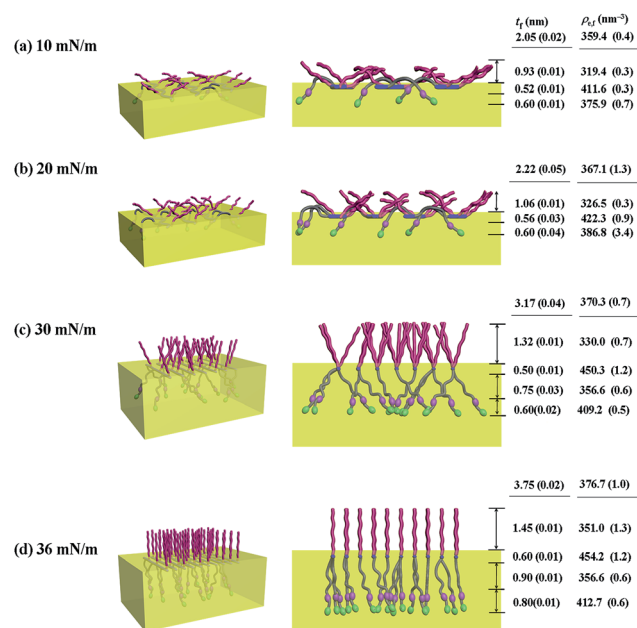 t_f (nm) ρ_e,f (nm⁻³)
(a) 10 mN/m 2.05 (0.02) 359.4 (0.4)
0.93 (0.01) 319.4 (0.3)
0.52 (0.01) 411.6 (0.3)
0.60 (0.01) 375.9 (0.7)
(b) 20 mN/m 2.22 (0.05) 367.1 (1.3)
1.06 (0.01) 326.5 (0.3)
0.56 (0.03) 422.3 (0.9)
0.60 (0.04) 386.8 (3.4)
3.17 (0.04) 370.3 (0.7)
(c) 30 mN/m
1.32 (0.01) 330.0 (0.7)
0.50 (0.01) 450.3 (1.2)
0.75 (0.03) 356.6 (0.6)
0.60(0.02) 409.2 (0.5)
3.75 (0.02) 376.7 (1.0)
1.45 (0.01) 351.0 (1.3)
(d) 36 mN/m 0.60 (0.01) 454.2 (1.2)
0.90 (0.01) 356.6 (0.6)
0.80(0.01) 412.7 (0.6)